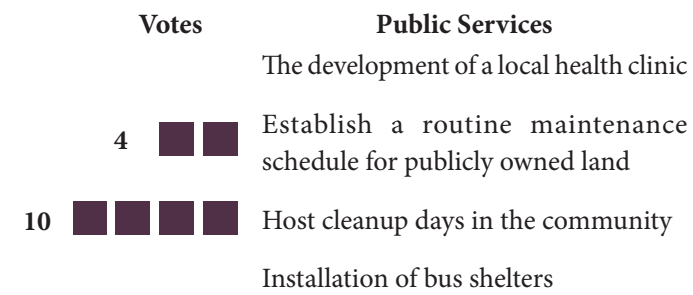 Votes Public Services
The development of a local health clinic
4 Establish a routine maintenance
schedule for publicly owned land
10 Host cleanup days in the community
Installation of bus shelters